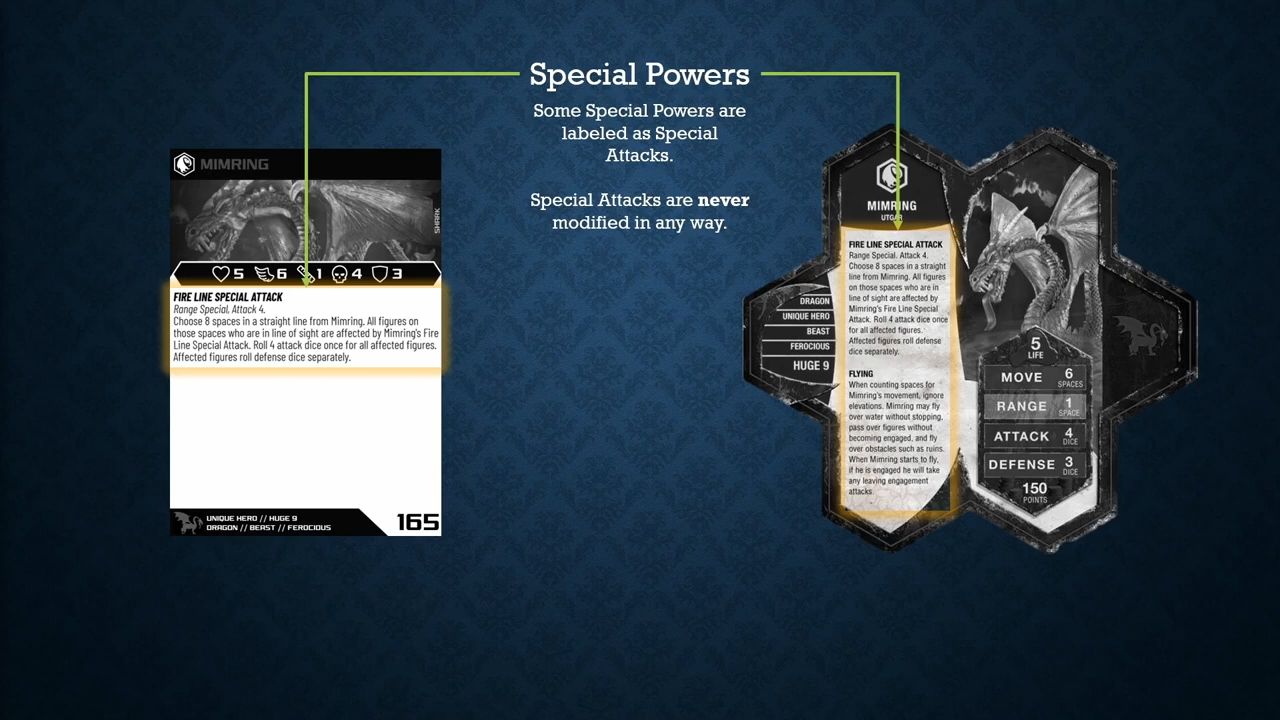 Special Powers
Some Special Powers are
labeled as Special
Attacks.
Special Attacks are never
modified in any way.
MIMRING
SHARK
5 6 1 4 3
FIRE LINE SPECIAL ATTACK
Range Special, Attack 4.
Choose 8 spaces in a straight line from Mimring. All figures on
those spaces who are in line of sight are affected by Mimring's Fire
Line Special Attack. Roll 4 attack dice once for all affected figures.
Affected figures roll defense dice separately.
UNIQUE HERO // HUGE 9
DRAGON // BEAST // FEROCIOUS
165
MIMRING
UTGAR
DRAGON
UNIQUE HERO
BEAST
FEROCIOUS
HUGE 9
FIRE LINE SPECIAL ATTACK
Range Special. Attack 4.
Choose 8 spaces in a straight
line from Mimring. All figures
on those spaces who are in
line of sight are affected by
Mimring's Fire Line Special
Attack. Roll 4 attack dice once
for all affected figures.
Affected figures roll defense
dice separately.
FLYING
When counting spaces for
Mimring's movement, ignore
elevations. Mimring may fly
over water without stopping,
pass over figures without
becoming engaged, and fly
over obstacles such as ruins.
When Mimring starts to fly,
if he is engaged he will take
any leaving engagement
attacks.
5
LIFE
MOVE 6
SPACES
RANGE 1
SPACE
ATTACK 4
DICE
DEFENSE 3
DICE
150
POINTS